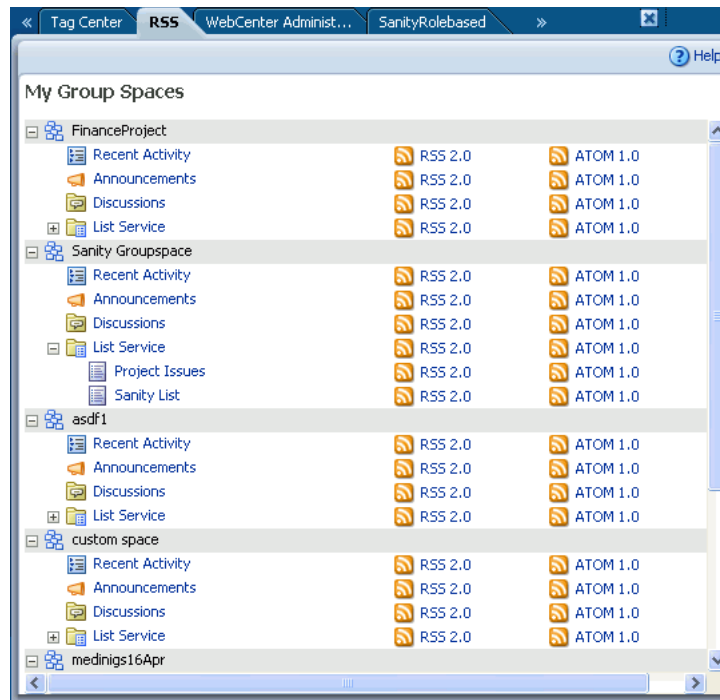 « Tag Center RSS WebCenter Administ... SanityRolebased »
Help
My Group Spaces
FinanceProject
Recent Activity RSS 2.0 ATOM 1.0
Announcements RSS 2.0 ATOM 1.0
Discussions RSS 2.0 ATOM 1.0
List Service RSS 2.0 ATOM 1.0
Sanity Groupspace
Recent Activity RSS 2.0 ATOM 1.0
Announcements RSS 2.0 ATOM 1.0
Discussions RSS 2.0 ATOM 1.0
List Service RSS 2.0 ATOM 1.0
Project Issues RSS 2.0 ATOM 1.0
Sanity List RSS 2.0 ATOM 1.0
asdf1
Recent Activity RSS 2.0 ATOM 1.0
Announcements RSS 2.0 ATOM 1.0
Discussions RSS 2.0 ATOM 1.0
List Service RSS 2.0 ATOM 1.0
custom space
Recent Activity RSS 2.0 ATOM 1.0
Announcements RSS 2.0 ATOM 1.0
Discussions RSS 2.0 ATOM 1.0
List Service RSS 2.0 ATOM 1.0
medinigs16Apr